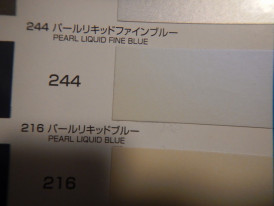 244 パールリキッドファインブルー
PEARL LIQUID FINE BLUE
244
216 パールリキッドブルー
PEARL LIQUID BLUE
216